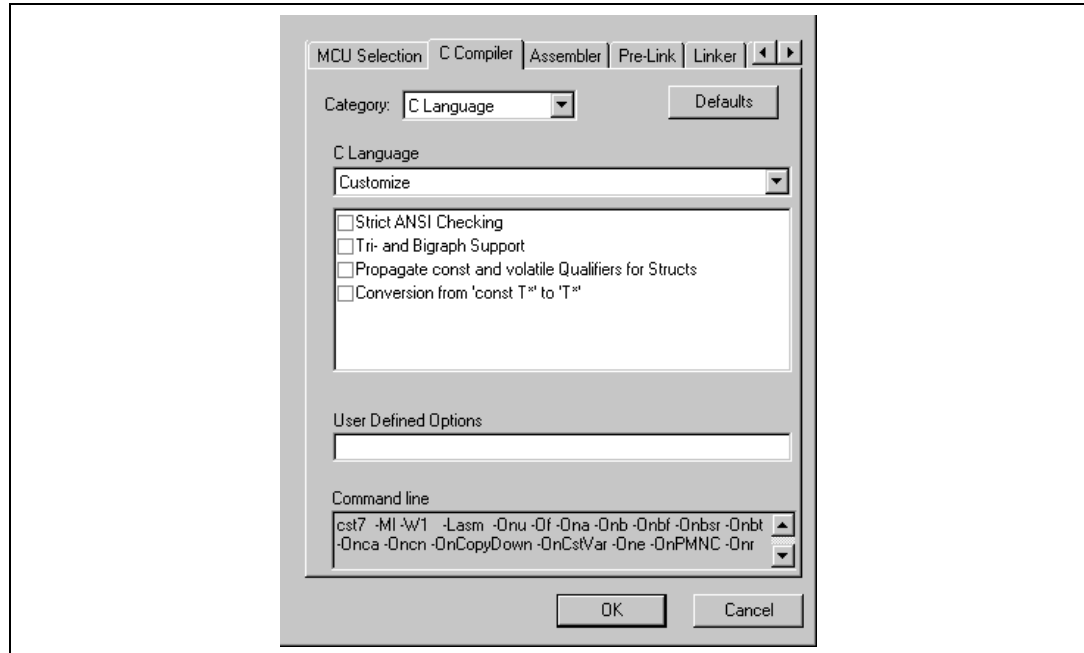 MCU Selection C Compiler Assembler Pre-Link Linker
Category: C Language Defaults
C Language
Customize
Strict ANSI Checking
Tri- and Bigraph Support
Propagate const and volatile Qualifiers for Structs
Conversion from 'const T*' to 'T*'
User Defined Options
Command line
cst7 -Ml -W1 -Lasm -Onu -Of -Ona -Onb -Onbf -Onbsr -Onbt
-Onca -Oncn -OnCopyDown -OnCstVar -One -OnPMNC -Onr
OK Cancel